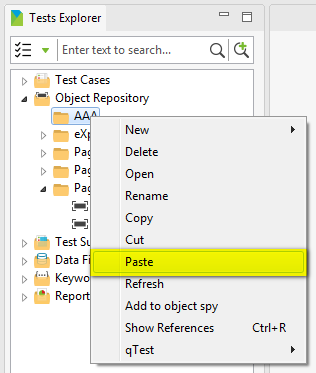 Tests Explorer
Enter text to search...
Test Cases
Object Repository
AAA
eXp
Pag
Pag
Pag
Test Su
Data Fi
Keywo
Report
New
Delete
Open
Rename
Copy
Cut
Paste
Refresh
Add to object spy
Show References Ctrl+R
qTest